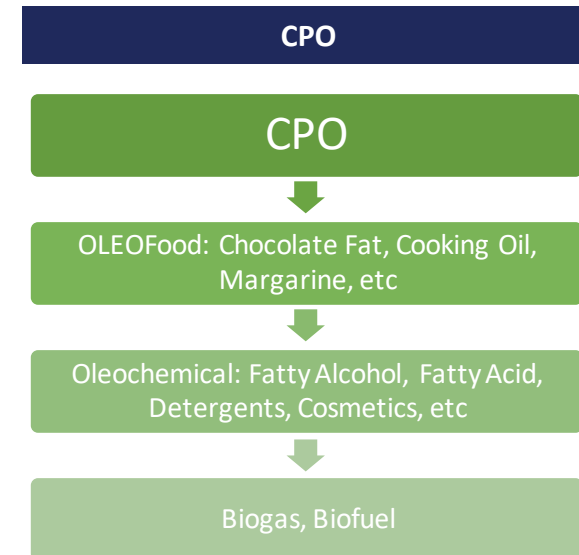 CPO
CPO
OLEOFood: Chocolate Fat, Cooking Oil,
Margarine, etc
Oleochemical: Fatty Alcohol, Fatty Acid,
Detergents, Cosmetics, etc
Biogas, Biofuel